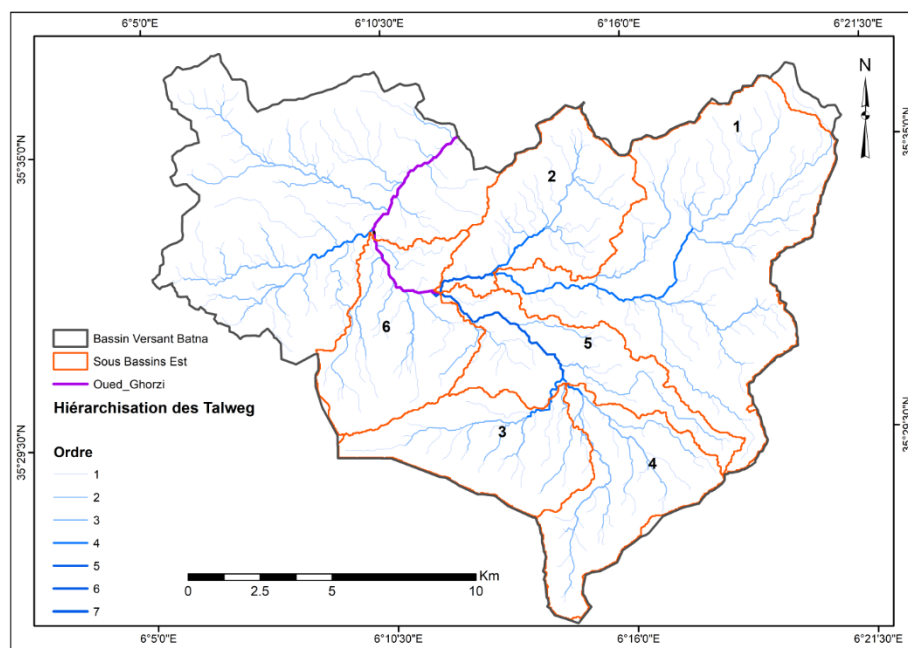 6°5'0"E 6°10'30"E 6°16'0"E 6°21'30"E
N
35°5'0"N
35°5'0"N
1
2
6
5
3
4
Bassin Versant Batna
Sous Bassins Est
Oued_Ghorzi
Hiérarchisation des Talweg
Ordre
1
2
3
4
5
6
7
35°29'30"N
35°29'30"N
Km
0 2.5 5 10
6°5'0"E 6°10'30"E 6°16'0"E 6°21'30"E